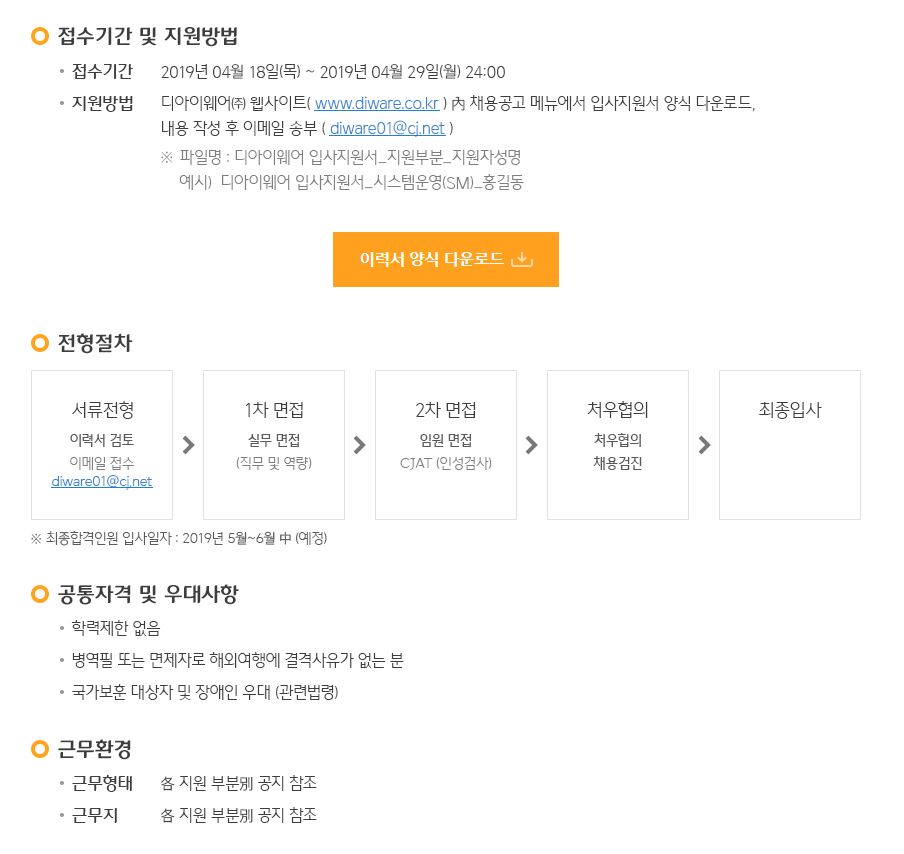 접수기간 및 지원방법
접수기간 2019년 04월 18일(목) ~ 2019년 04월 29일(월) 24:00
지원방법 디아이웨어㈜ 웹사이트( www.diware.co.kr ) 內 채용공고 메뉴에서 입사지원서 양식 다운로드,
내용 작성 후 이메일 송부 ( diware01@cj.net )
※ 파일명 : 디아이웨어 입사지원서_지원부분_지원자성명
예시) 디아이웨어 입사지원서_시스템운영(SM)_홍길동
이력서 양식 다운로드
전형절차
서류전형
이력서 검토
이메일 접수
diware01@cj.net
1차 면접
실무 면접
(직무 및 역량)
2차 면접
임원 면접
CJAT (인성검사)
처우협의
처우협의
채용검진
최종입사
※ 최종합격인원 입사일자 : 2019년 5월~6월 中 (예정)
공통자격 및 우대사항
• 학력제한 없음
• 병역필 또는 면제자로 해외여행에 결격사유가 없는 분
• 국가보훈 대상자 및 장애인 우대 (관련법령)
근무환경
• 근무형태 各 지원 부분別 공지 참조
• 근무지 各 지원 부분別 공지 참조